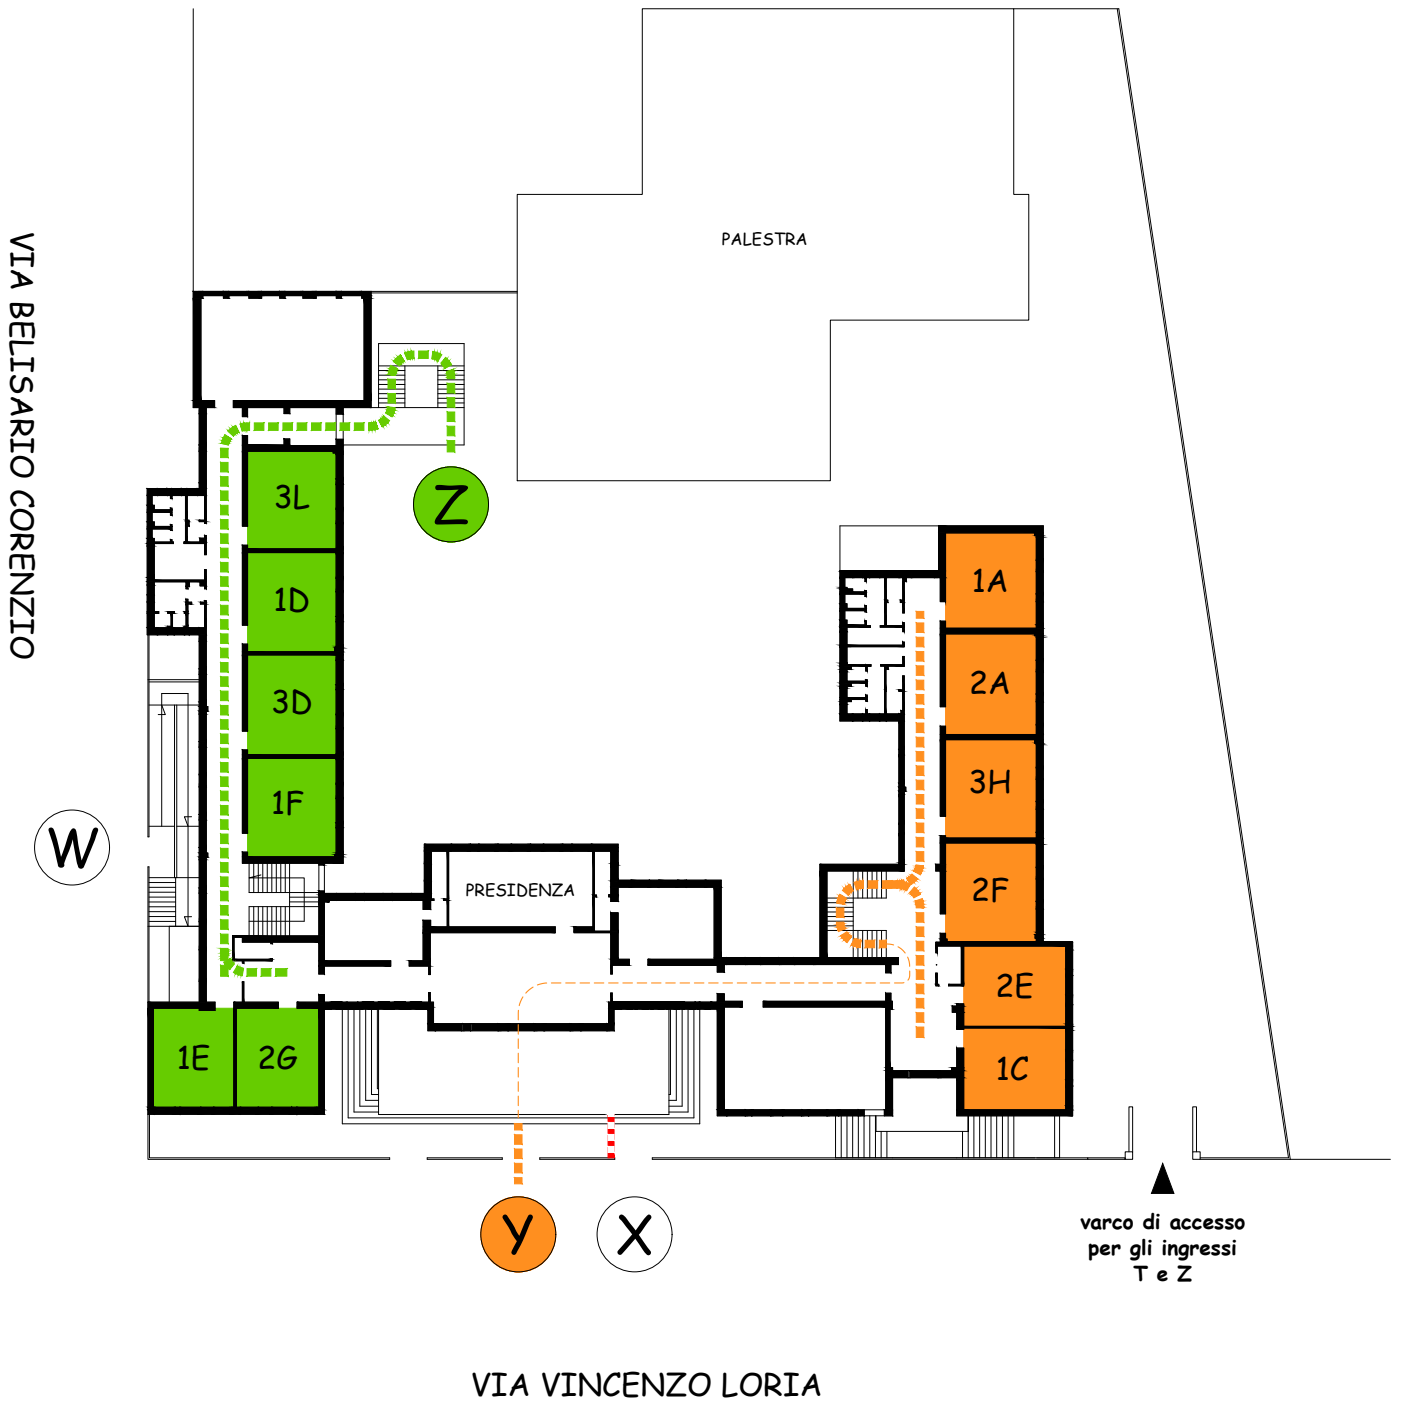 PALESTRA
VIA BELISARIO CORENZIO
3L
Z
1D
1A
2A
3D
3H
1F
W
PRESIDENZA
2F
2E
1E
2G
1C
Y
X
varco di accesso
per gli ingressi
T e Z
VIA VINCENZO LORIA